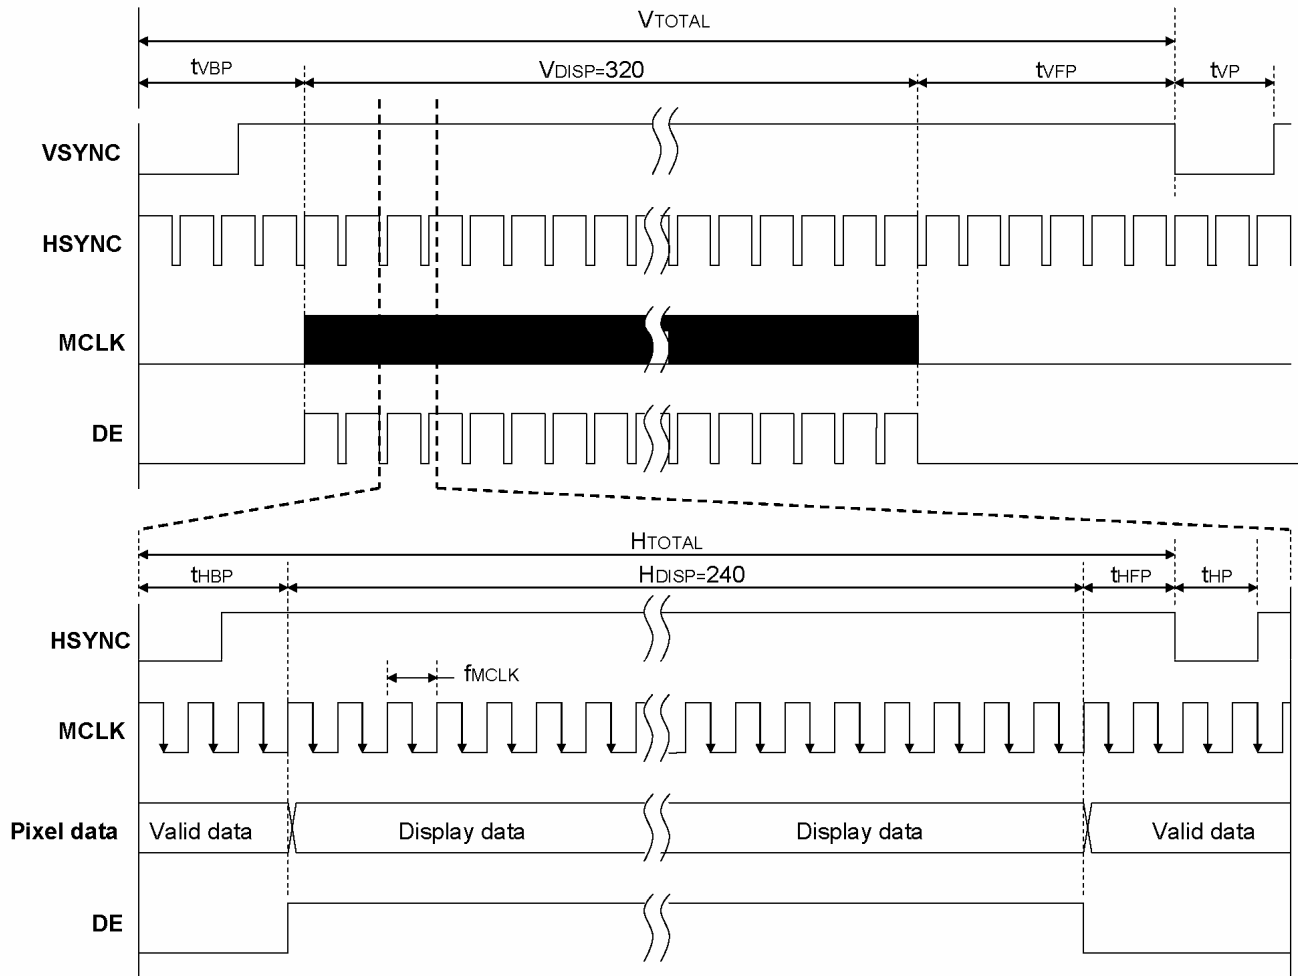 VTOTAL
tVBP VDISP=320 tVFP tVP
VSYNC
HSYNC
MCLK
DE
HTOTAL
tHBP HDISP=240 tHFP tHP
HSYNC
fMCLK
MCLK
Pixel data Valid data Display data Display data Valid data
DE